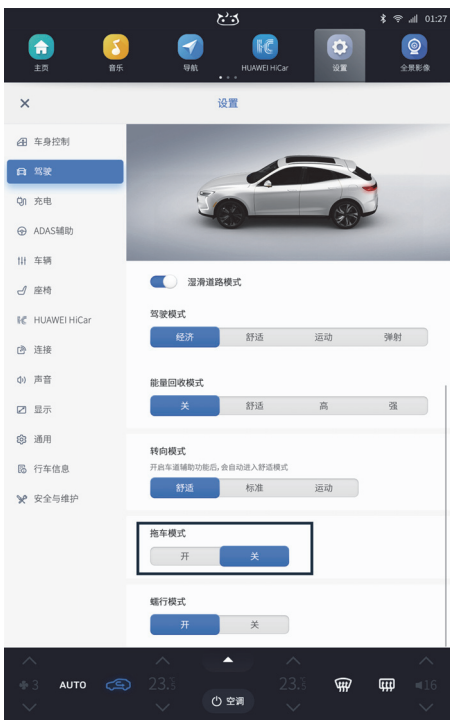 01:27
主页
音乐
导航
HUAWEI HiCar
设置
全景影像
设置
车身控制
驾驶
充电
ADAS辅助
车辆
座椅
HUAWEI HiCar
连接
声音
显示
通用
行车信息
安全与维护
湿滑道路模式
驾驶模式
经济 舒适 运动 弹射
能量回收模式
关 舒适 高 强
转向模式
开启车道辅助功能后,会自动进入舒适模式
舒适 标准 运动
拖车模式
开 关
蠕行模式
开 关
3 AUTO 23.5 23.5 16
空调